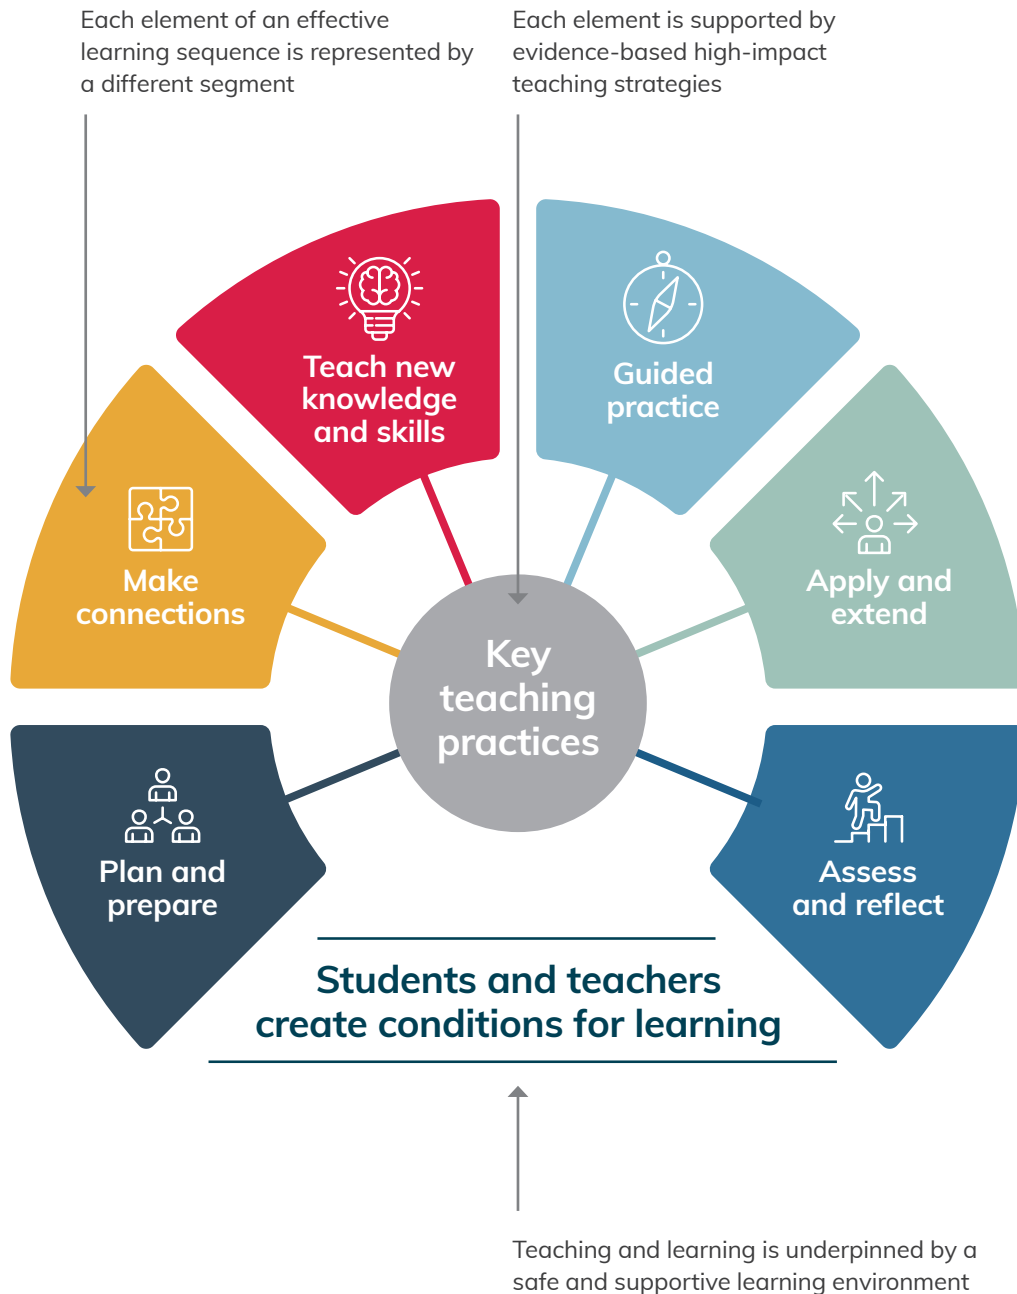 Each element of an effective
learning sequence is represented by
a different segment
Each element is supported by
evidence-based high-impact
teaching strategies
Teach new
knowledge
and skills
Guided
practice
Make
connections
Apply and
extend
Key
teaching
practices
Plan and
prepare
Assess
and reflect
Students and teachers
create conditions for learning
Teaching and learning is underpinned by a
safe and supportive learning environment